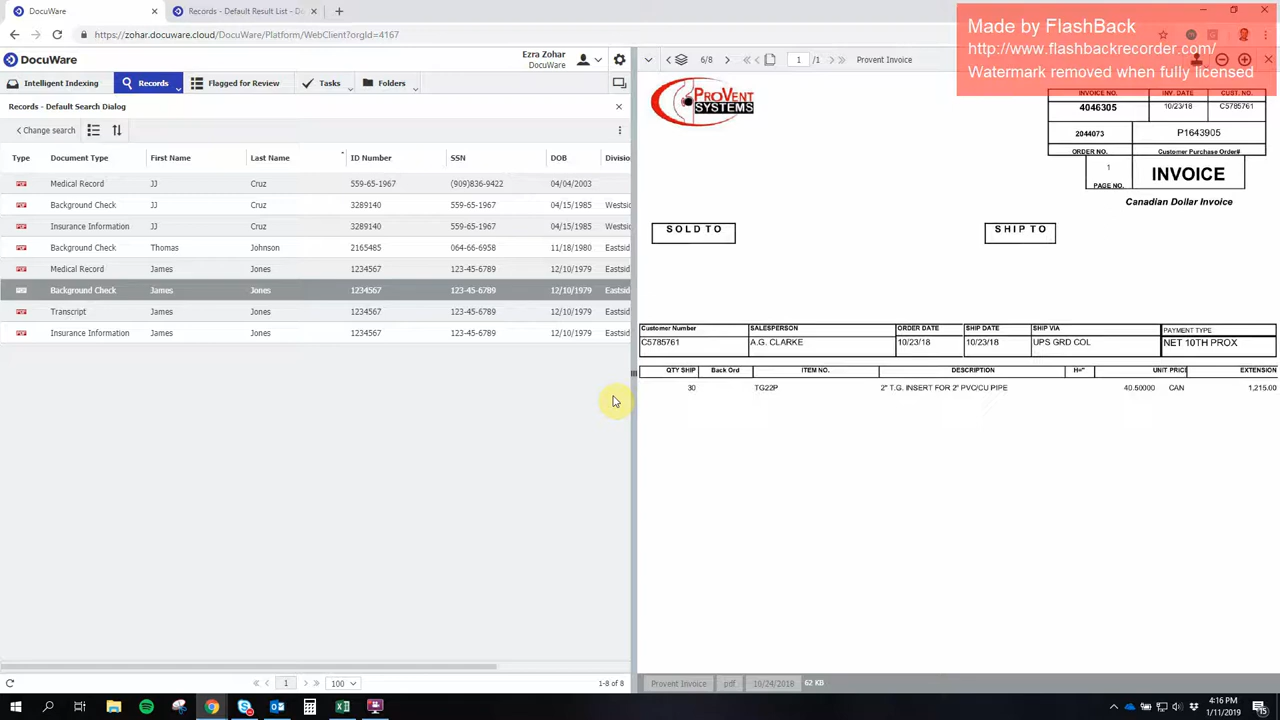 DocuWare
Records - Default Result List - Do
https://zohar.docuware.cloud/DocuWare/Platform/WebClient?orgId=4167
Made by FlashBack
http://www.flashbackrecorder.com/
Watermark removed when fully licensed
DocuWare
Ezra Zohar
DocuWare
Intelligent Indexing
Records
Flagged for Review
Tasks
Folders
Records - Default Search Dialog
Change search
Type Document Type First Name Last Name ID Number SSN DOB Division
Medical Record JJ Cruz 559-65-1967 (909)836-9422 04/04/2003
Background Check JJ Cruz 3289140 559-65-1967 04/15/1985 Westsid
Insurance Information JJ Cruz 3289140 559-65-1967 04/15/1985 Westsid
Background Check Thomas Johnson 2165485 064-66-6958 11/18/1980 Eastsid
Medical Record James Jones 1234567 123-45-6789 12/10/1979 Eastsid
Background Check James Jones 1234567 123-45-6789 12/10/1979 Eastsid
Transcript James Jones 1234567 123-45-6789 12/10/1979 Eastsid
Insurance Information James Jones 1234567 123-45-6789 12/10/1979 Eastsid
100
1
1-8 of 8
6/8
1 /1
Provent Invoice
PROVENT
SYSTEMS
INVOICE NO. INV. DATE CUST. NO.
4046305 10/23/18 C5785761
2044073 P1643905
ORDER NO. Customer Purchase Order#
1
PAGE NO.
INVOICE
Canadian Dollar Invoice
SOLD TO
SHIP TO
Customer Number SALESPERSON ORDER DATE SHIP DATE SHIP VIA PAYMENT TYPE
C5785761 A.G. CLARKE 10/23/18 10/23/18 UPS GRD COL NET 10TH PROX
QTY SHIP Back Ord ITEM NO. DESCRIPTION H=" UNIT PRICI EXTENSION
30 TG22P 2" T.G. INSERT FOR 2" PVC/CU PIPE 40.50000 CAN 1,215.00
Provent Invoice pdf 10/24/2018 62 KB
4:16 PM
1/11/2019
15